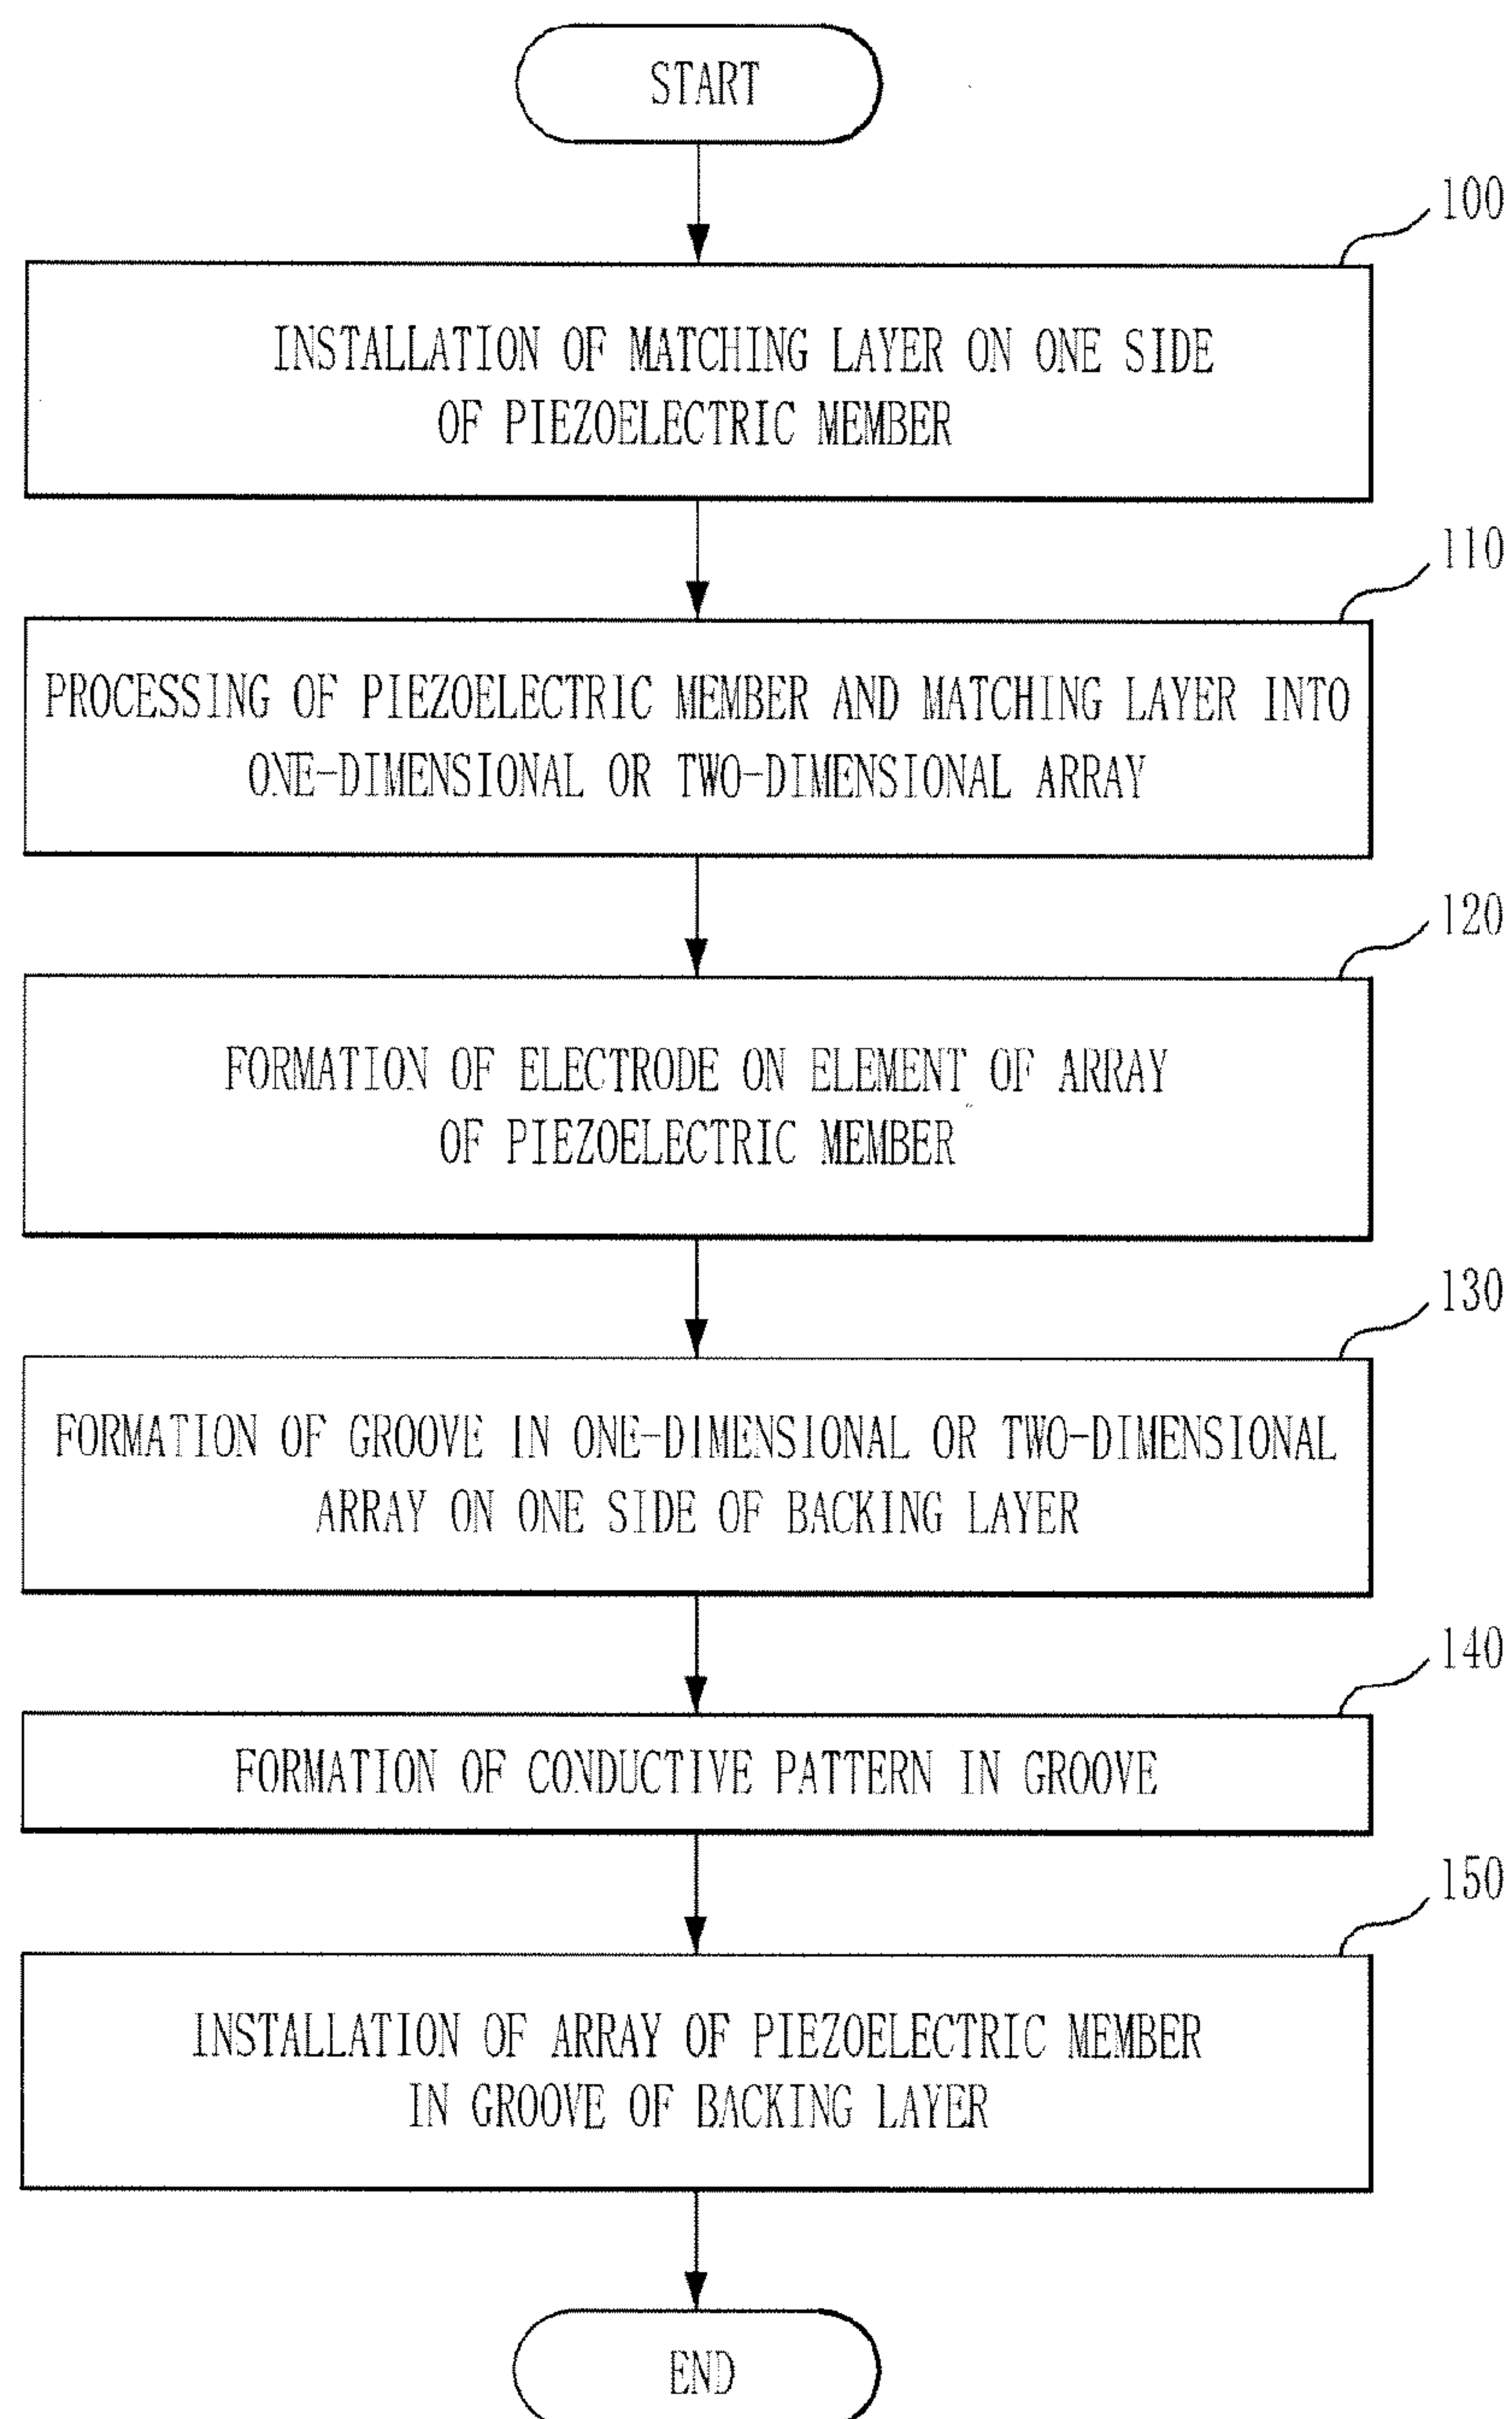 START
100
INSTALLATION OF MATCHING LAYER ON ONE SIDE
OF PIEZOELECTRIC MEMBER
110
PROCESSING OF PIEZOELECTRIC MEMBER AND MATCHING LAYER INTO
ONE-DIMENSIONAL OR TWO-DIMENSIONAL ARRAY
120
FORMATION OF ELECTRODE ON ELEMENT OF ARRAY
OF PIEZOELECTRIC MEMBER
130
FORMATION OF GROOVE IN ONE-DIMENSIONAL OR TWO-DIMENSIONAL
ARRAY ON ONE SIDE OF BACKING LAYER
140
FORMATION OF CONDUCTIVE PATTERN IN GROOVE
150
INSTALLATION OF ARRAY OF PIEZOELECTRIC MEMBER
IN GROOVE OF BACKING LAYER
END